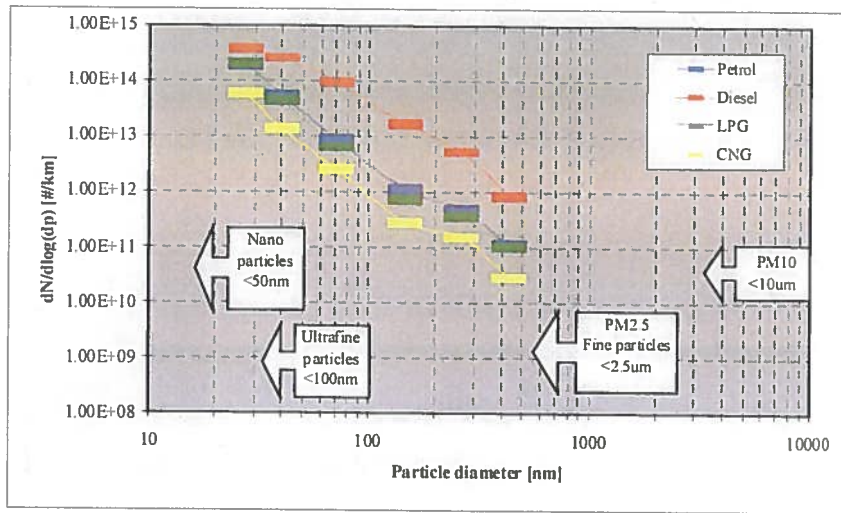 1.00E+15
1.00E+14
1.00E+13
1.00E+12
1.00E+11
1.00E+10
1.00E+09
1.00E+08
dN/dlog(dp) [#/km]
Petrol
Diesel
LPG
CNG
Nano
particles
<50nm
Ultrafine
particles
<100nm
PM2.5
Fine particles
<2.5um
PM10
<10um
10
100
1000
10000
Particle diameter [nm]